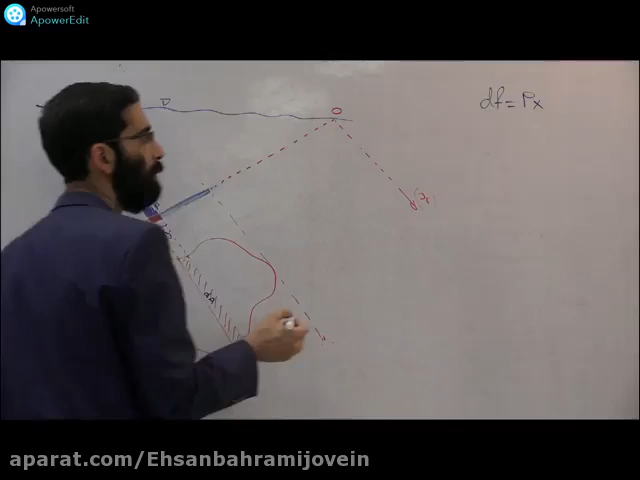 Apowersoft
ApowerEdit
O
df = Px
(x)
dA
aparat.com/Ehsanbahramijovein